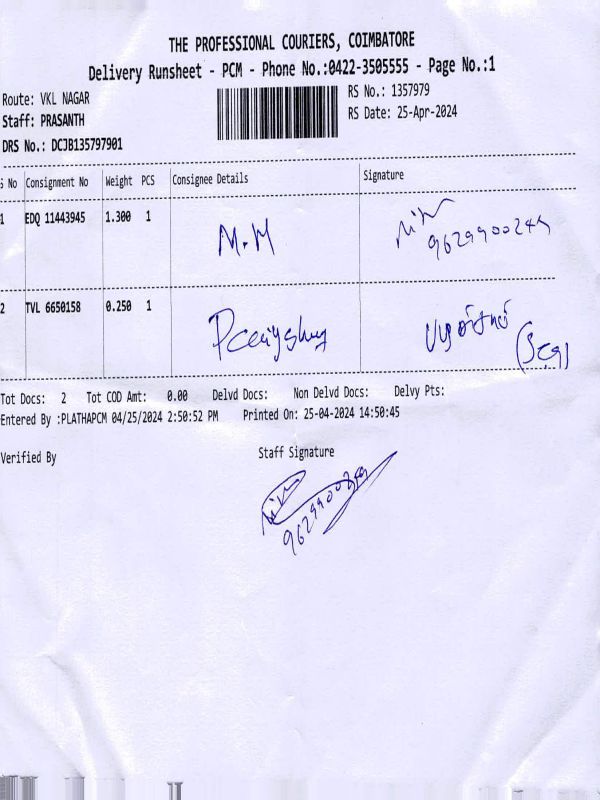 THE PROFESSIONAL COURIERS, COIMBATORE
Delivery Runsheet - PCM - Phone No.:0422-3505555 - Page No.:1
Route: VKL NAGAR
RS No.: 1357979
Staff: PRASANTH
RS Date: 25-Apr-2024
DRS No.: DCJB135797901
No Consignment No Weight PCS Consignee Details Signature
1 EDQ 11443945 1.300 1 M.M
9629900249
2 TVL 6650158 0.250 1
Tot Docs: 2 Tot COD Amt: 0.00 Delvd Docs: Non Delvd Docs: Delvy Pts:
Entered By :PLATHAPCM 04/25/2024 2:50:52 PM Printed On: 25-04-2024 14:50:45
Verified By Staff Signature
9629900249